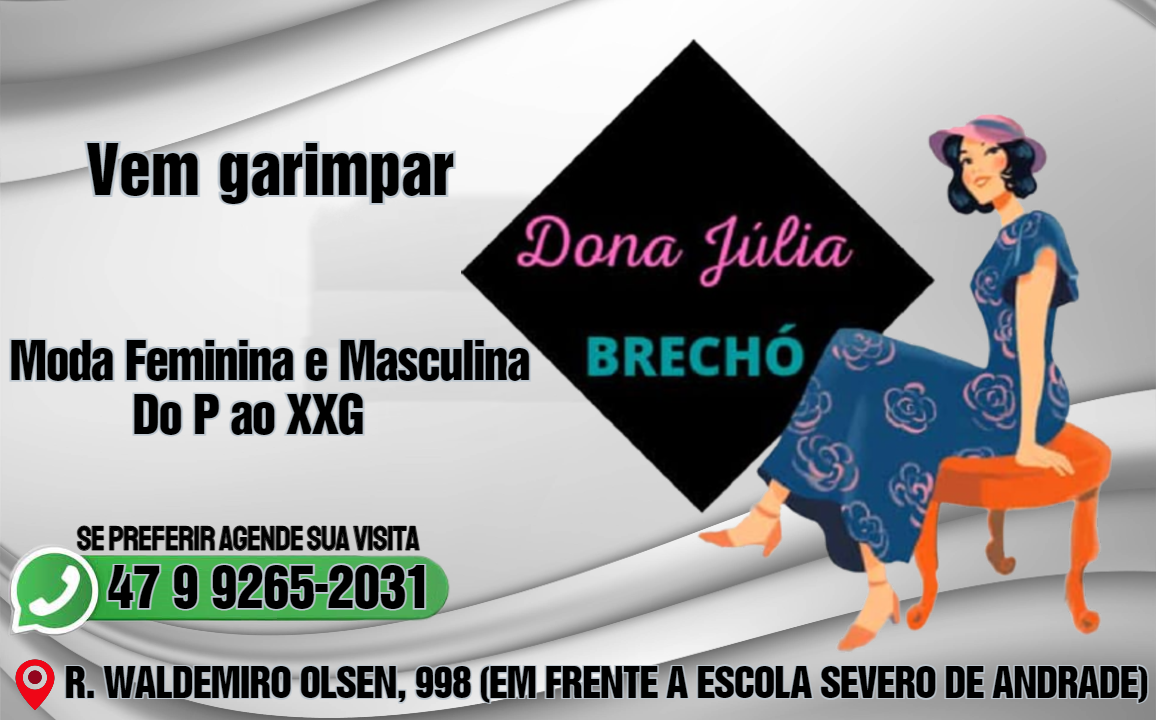 Vem garimpar
Dona Júlia
BRECHÓ
Moda Feminina e Masculina
Do P ao XXG
SE PREFERIR AGENDE SUA VISITA
47 9 9265-2031
R. WALDEMIRO OLSEN, 998 (EM FRENTE A ESCOLA SEVERO DE ANDRADE)